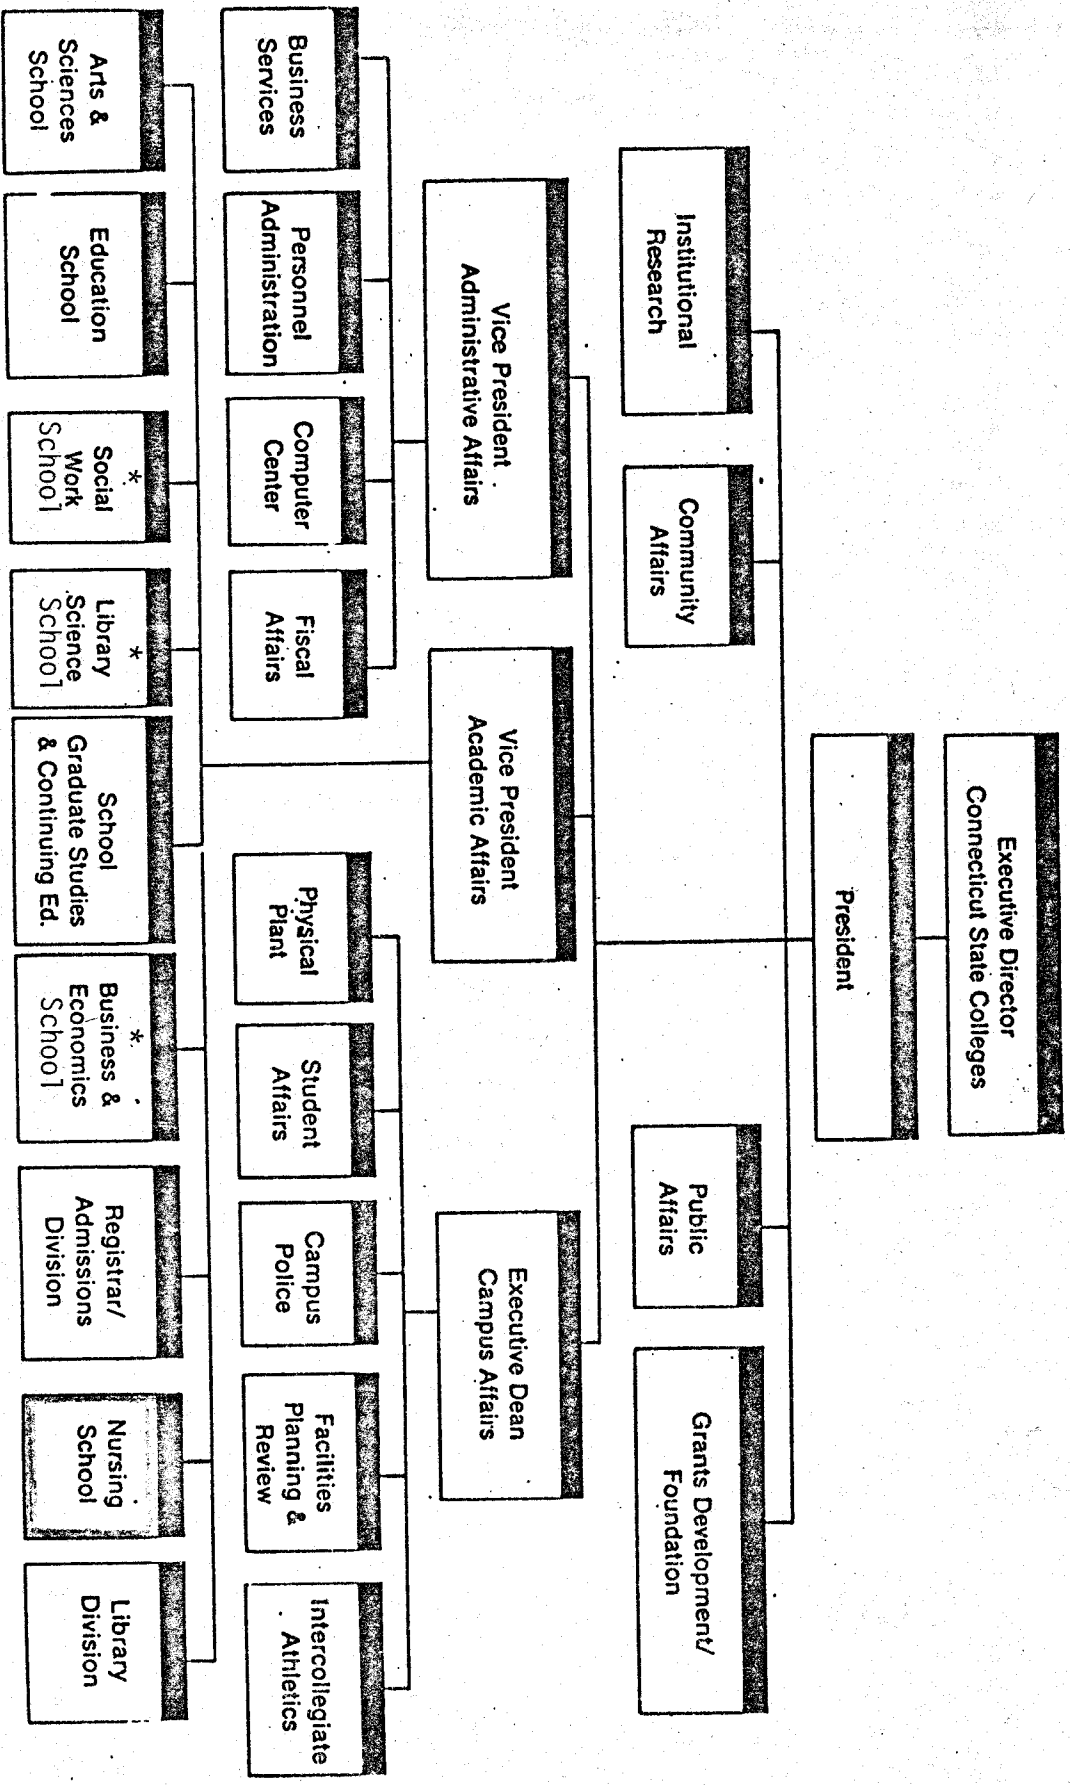 Executive Director
Connecticut State Colleges
President
Institutional
Research
Community
Affairs
Public
Affairs
Grants Development/
Foundation
Vice President
Administrative Affairs
Vice President
Academic Affairs
Executive Dean
Campus Affairs
Business
Services
Personnel
Administration
Computer
Center
Fiscal
Affairs
Physical
Plant
Student
Affairs
Campus
Police
Facilities
Planning &
Review
Intercollegiate
Athletics
Arts &
Sciences
School
Education
School
*
Social
Work
School
*
Library
Science
School
School
Graduate Studies
& Continuing Ed.
*
Business &
Economics
School
Registrar/
Admissions
Division
Nursing
School
Library
Division